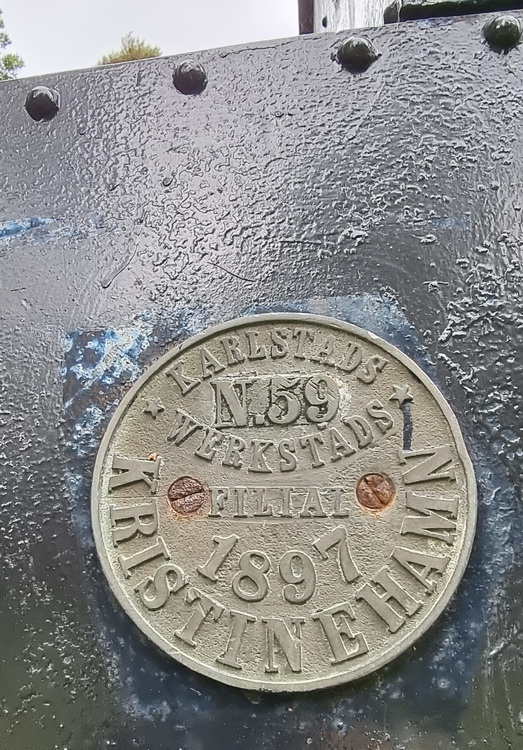 KARLSTADS
N.59
WERKSTADS
FILIAL
1897
KRISTINEHAMN